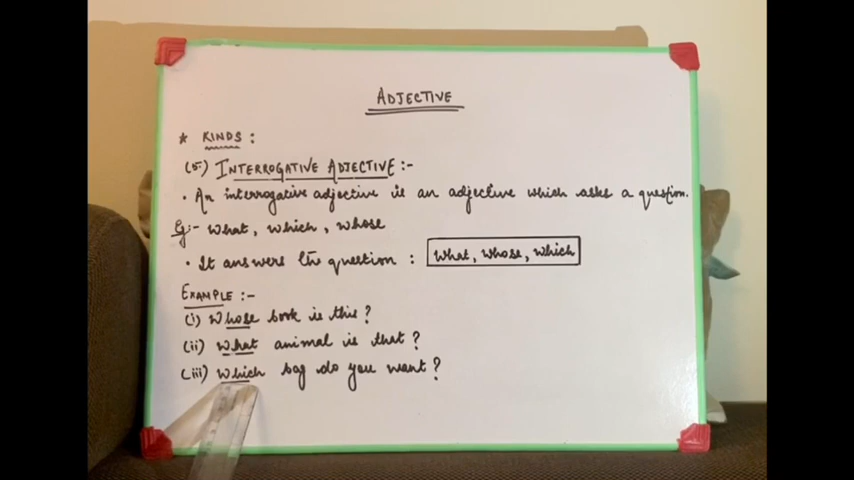 ADJECTIVE
* KINDS :
(5) INTERROGATIVE ADJECTIVE :-
• An interrogative adjective is an adjective which asks a question.
Eg:- what, which, whose
• It answers the question : what, whose, which
EXAMPLE :-
(i) Whose book is this ?
(ii) What animal is that ?
(iii) Which bag do you want ?